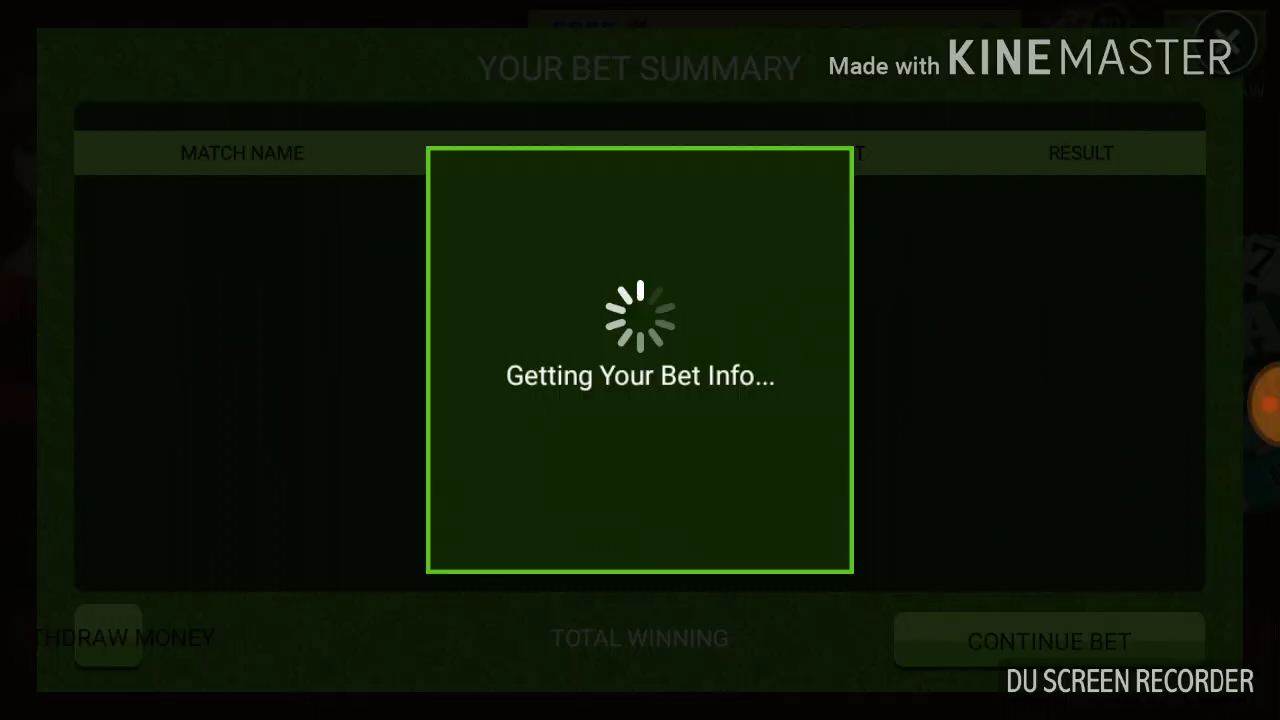 YOUR BET SUMMARY
Made with KINEMASTER
MATCH NAME
RESULT
Getting Your Bet Info...
THDRAW MONEY
TOTAL WINNING
CONTINUE BET
DU SCREEN RECORDER